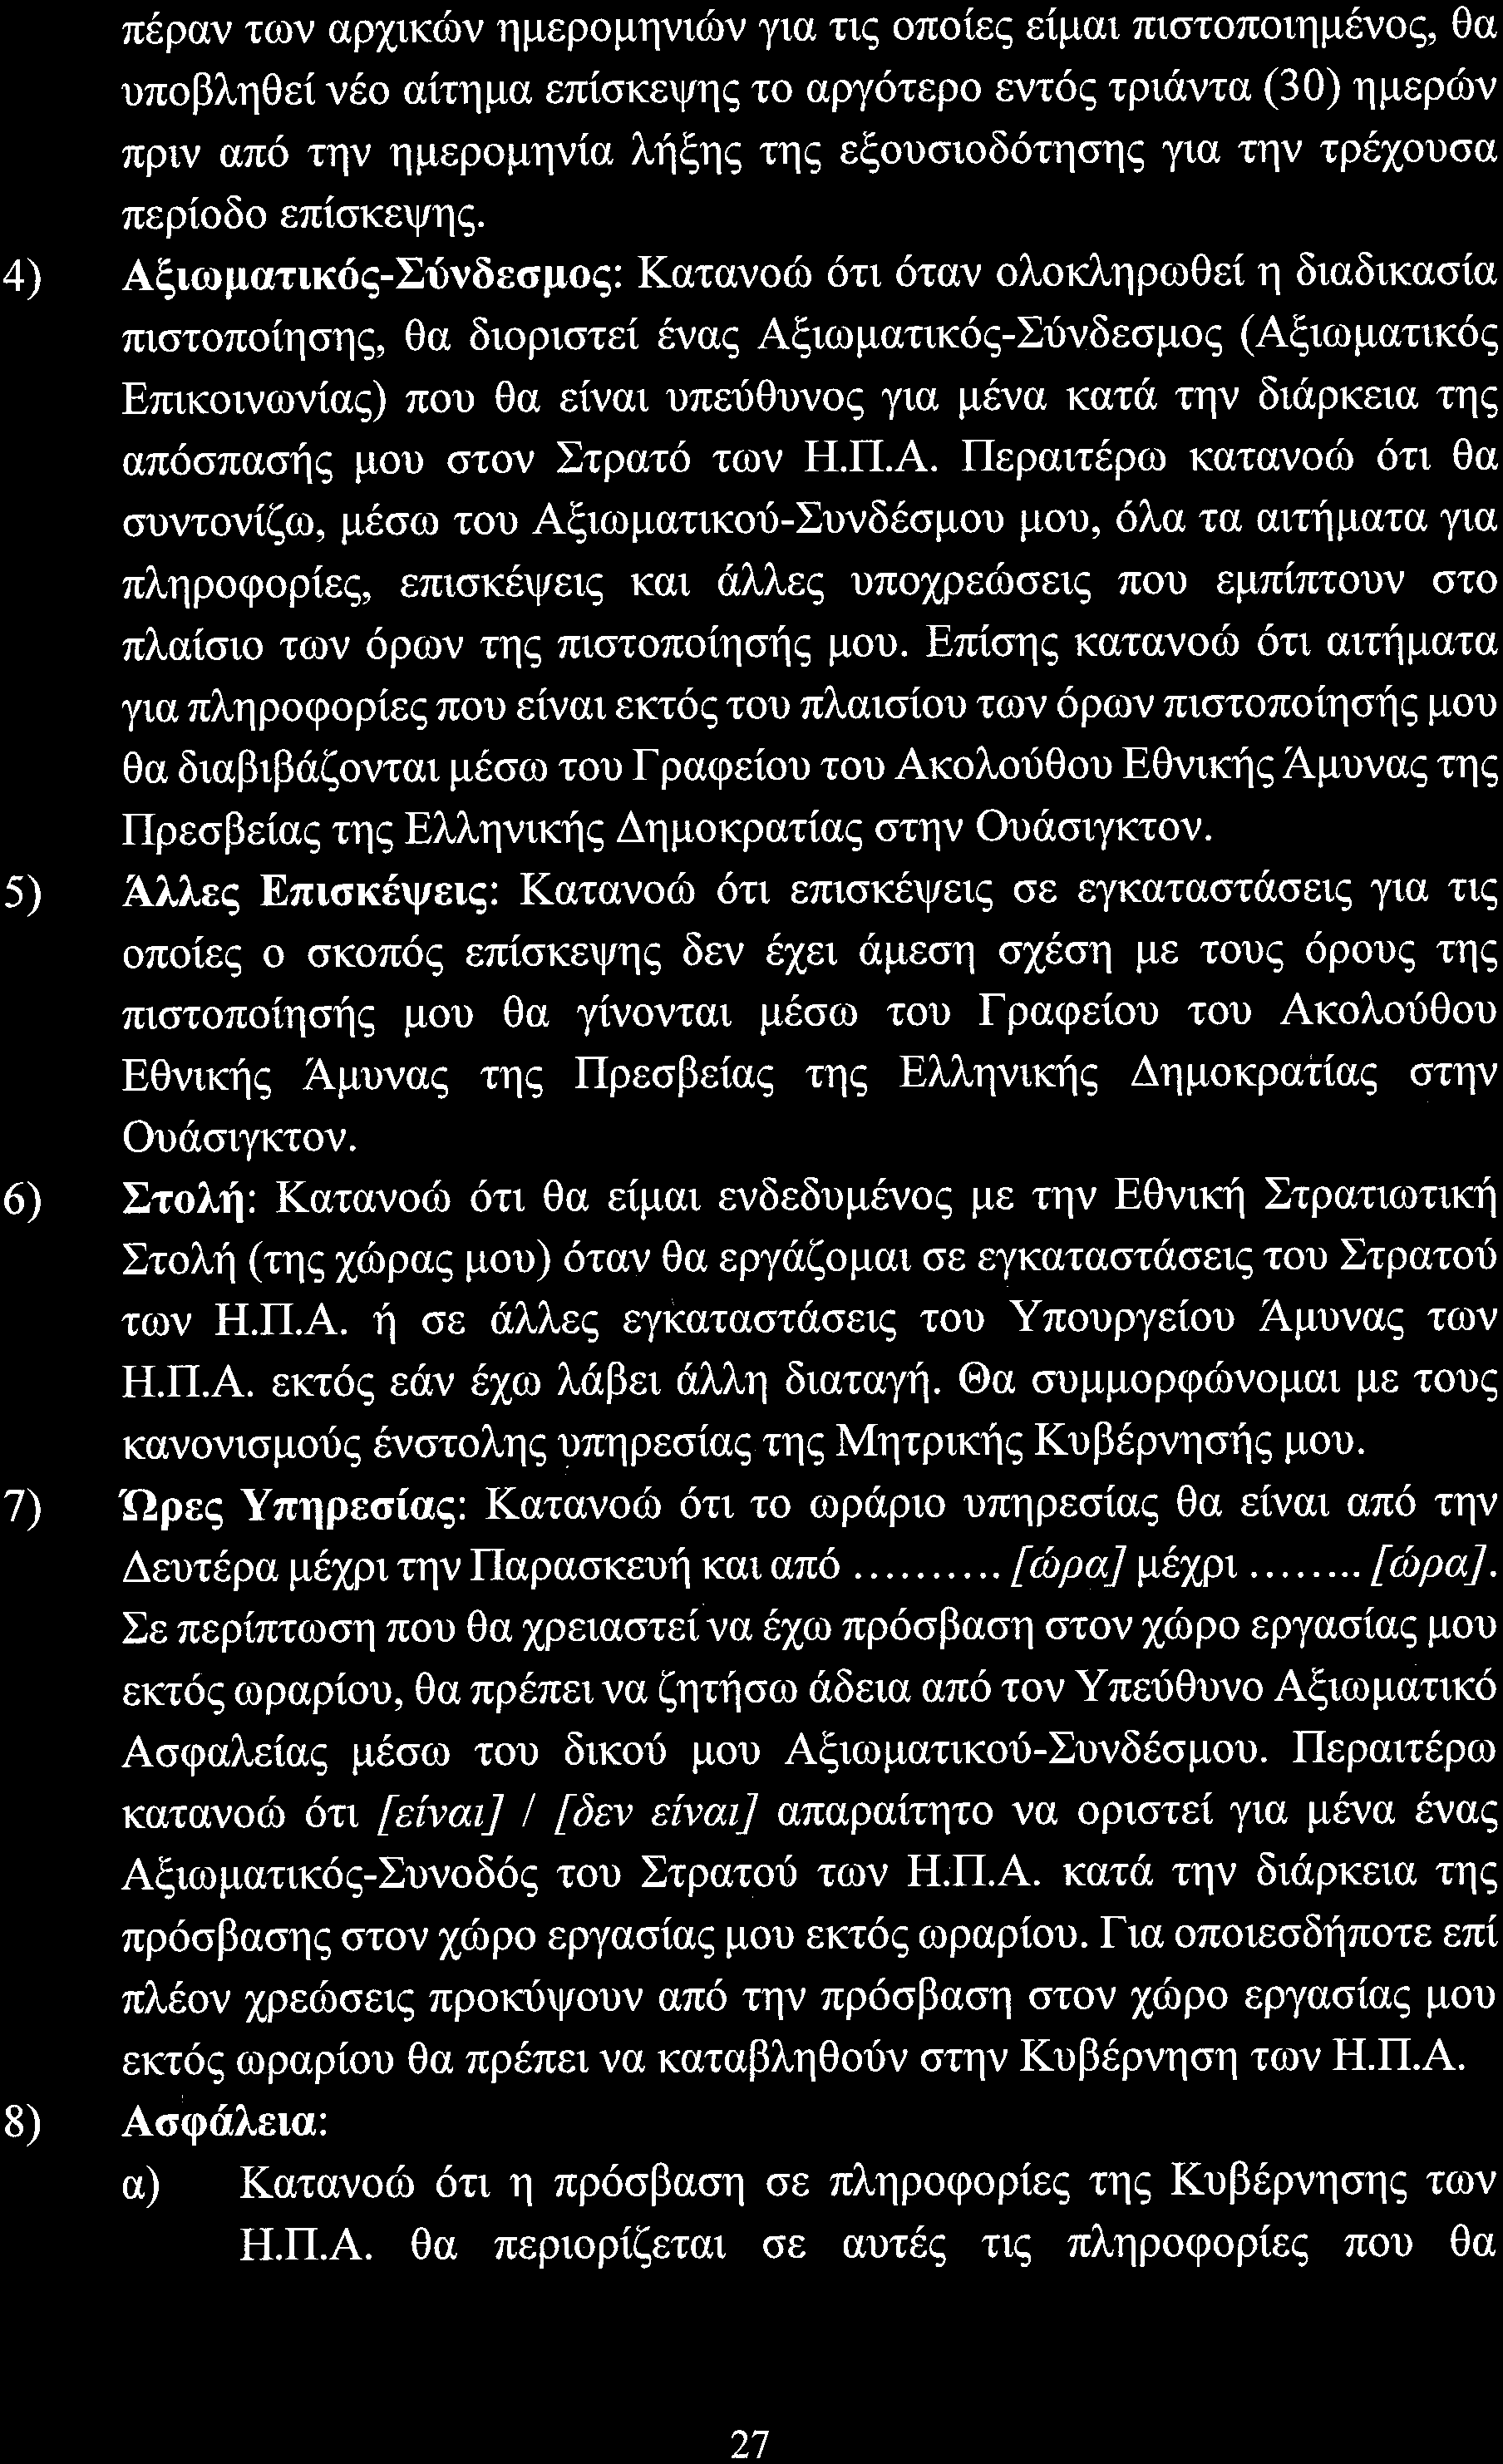 πέραν των αρχικών ημερομηνιών για τις οποίες είμαι πιστοποιημένος, θα
υποβληθεί νέο αίτημα επίσκεψης το αργότερο εντός τριάντα (30) ημερών
πριν από την ημερομηνία λήξης της εξουσιοδότησης για την τρέχουσα
περίοδο επίσκεψης.
4) Αξιωματικός-Σύνδεσμος: Κατανοώ ότι όταν ολοκληρωθεί η διαδικασία
πιστοποίησης, θα διοριστεί ένας Αξιωματικός-Σύνδεσμος (Αξιωματικός
Επικοινωνίας) που θα είναι υπεύθυνος για μένα κατά την διάρκεια της
απόσπασής μου στον Στρατό των Η.Π.Α. Περαιτέρω κατανοώ ότι θα
συντονίζω, μέσω του Αξιωματικού-Συνδέσμου μου, όλα τα αιτήματα για
πληροφορίες, επισκέψεις και άλλες υποχρεώσεις που εμπίπτουν στο
πλαίσιο των όρων της πιστοποίησής μου. Επίσης κατανοώ ότι αιτήματα
για πληροφορίες που είναι εκτός του πλαισίου των όρων πιστοποίησής μου
θα διαβιβάζονται μέσω του Γραφείου του Ακολούθου Εθνικής Άμυνας της
Πρεσβείας της Ελληνικής Δημοκρατίας στην Ουάσιγκτον.
5) Άλλες Επισκέψεις: Κατανοώ ότι επισκέψεις σε εγκαταστάσεις για τις
οποίες ο σκοπός επίσκεψης δεν έχει άμεση σχέση με τους όρους της
πιστοποίησής μου θα γίνονται μέσω του Γραφείου του Ακολούθου
Εθνικής Άμυνας της Πρεσβείας της Ελληνικής Δημοκρατίας στην
Ουάσιγκτον.
6) Στολή: Κατανοώ ότι θα είμαι ενδεδυμένος με την Εθνική Στρατιωτική
Στολή (της χώρας μου) όταν θα εργάζομαι σε εγκαταστάσεις του Στρατού
των Η.Π.Α. ή σε άλλες εγκαταστάσεις του Υπουργείου Άμυνας των
Η.Π.Α. εκτός εάν έχω λάβει άλλη διαταγή. Θα συμμορφώνομαι με τους
κανονισμούς ένστολης υπηρεσίας της Μητρικής Κυβέρνησής μου.
7) Ώρες Υπηρεσίας: Κατανοώ ότι το ωράριο υπηρεσίας θα είναι από την
Δευτέρα μέχρι την Παρασκευή και από .......... [ώρα] μέχρι ........ [ώρα].
Σε περίπτωση που θα χρειαστεί να έχω πρόσβαση στον χώρο εργασίας μου
εκτός ωραρίου, θα πρέπει να ζητήσω άδεια από τον Υπεύθυνο Αξιωματικό
Ασφαλείας μέσω του δικού μου Αξιωματικού-Συνδέσμου. Περαιτέρω
κατανοώ ότι [είναι] / [δεν είναι] απαραίτητο να οριστεί για μένα ένας
Αξιωματικός-Συνοδός του Στρατού των Η.Π.Α. κατά την διάρκεια της
πρόσβασης στον χώρο εργασίας μου εκτός ωραρίου. Για οποιεσδήποτε επί
πλέον χρεώσεις προκύψουν από την πρόσβαση στον χώρο εργασίας μου
εκτός ωραρίου θα πρέπει να καταβληθούν στην Κυβέρνηση των Η.Π.Α.
8) Ασφάλεια:
α) Κατανοώ ότι η πρόσβαση σε πληροφορίες της Κυβέρνησης των
Η.Π.Α. θα περιορίζεται σε αυτές τις πληροφορίες που θα
27